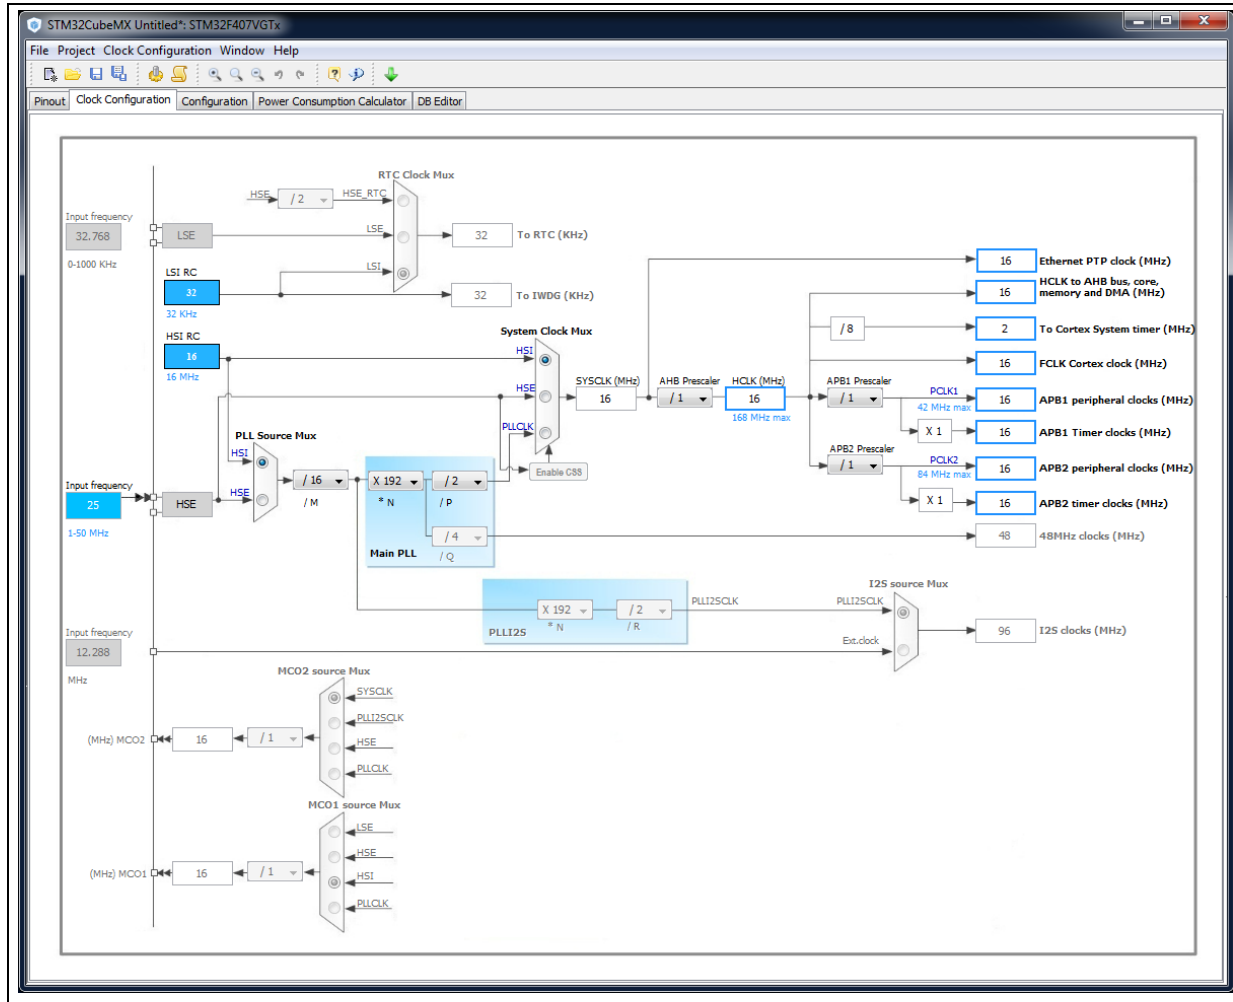 STM32CubeMX Untitled*: STM32F407VGTx
File Project Clock Configuration Window Help
Pinout Clock Configuration Configuration Power Consumption Calculator DB Editor
RTC Clock Mux
HSE / 2 HSE_RTC
Input frequency
32.768 LSE LSE 32 To RTC (KHz)
0-1000 KHz
LSI RC LSI
32 32 To IWDG (KHz)
32 KHz
16 Ethernet PTP clock (MHz)
HCLK to AHB bus, core,
16 memory and DMA (MHz)
HSI RC System Clock Mux
/ 8 2 To Cortex System timer (MHz)
16 HSI
16 MHz
16 FCLK Cortex clock (MHz)
SYSCLK (MHz) AHB Prescaler HCLK (MHz) APB1 Prescaler
HSE 16 / 1 16 / 1 PCLK1 16 APB1 peripheral clocks (MHz)
168 MHz max 42 MHz max
PLLCLK X 1 16 APB1 Timer clocks (MHz)
PLL Source Mux
HSI APB2 Prescaler
/ 1 PCLK2 16 APB2 peripheral clocks (MHz)
Enable CSS 84 MHz max
/ 16 X 192 / 2
Input frequency
25 HSE HSE / M * N / P X 1 16 APB2 timer clocks (MHz)
1-50 MHz
/ 4 48 48MHz clocks (MHz)
Main PLL / Q
I2S source Mux
X 192 / 2 PLLI2SCLK PLLI2SCLK
PLLI2S * N / R
Input frequency 96 I2S clocks (MHz)
12.288 Ext.clock
MHz
MCO2 source Mux
SYSCLK
PLLI2SCLK
(MHz) MCO2 16 / 1 HSE
PLLCLK
MCO1 source Mux
LSE
HSE
(MHz) MCO1 16 / 1 HSI
PLLCLK